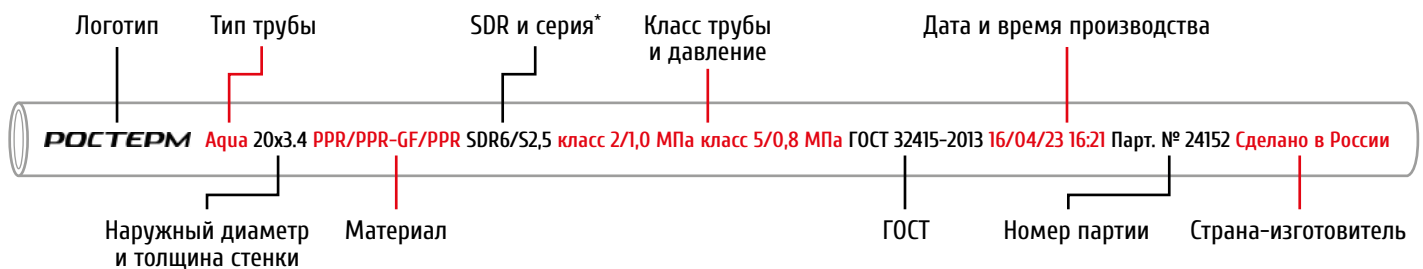 Логотип Тип трубы SDR и серия* Класс трубы и давление Дата и время производства
РОСТЕРМ Aqua 20x3.4 PPR/PPR-GF/PPR SDR6/S2,5 класс 2/1,0 МПа класс 5/0,8 МПа ГОСТ 32415-2013 16/04/23 16:21 Парт. № 24152 Сделано в России
Наружный диаметр и толщина стенки Материал ГОСТ Номер партии Страна-изготовитель